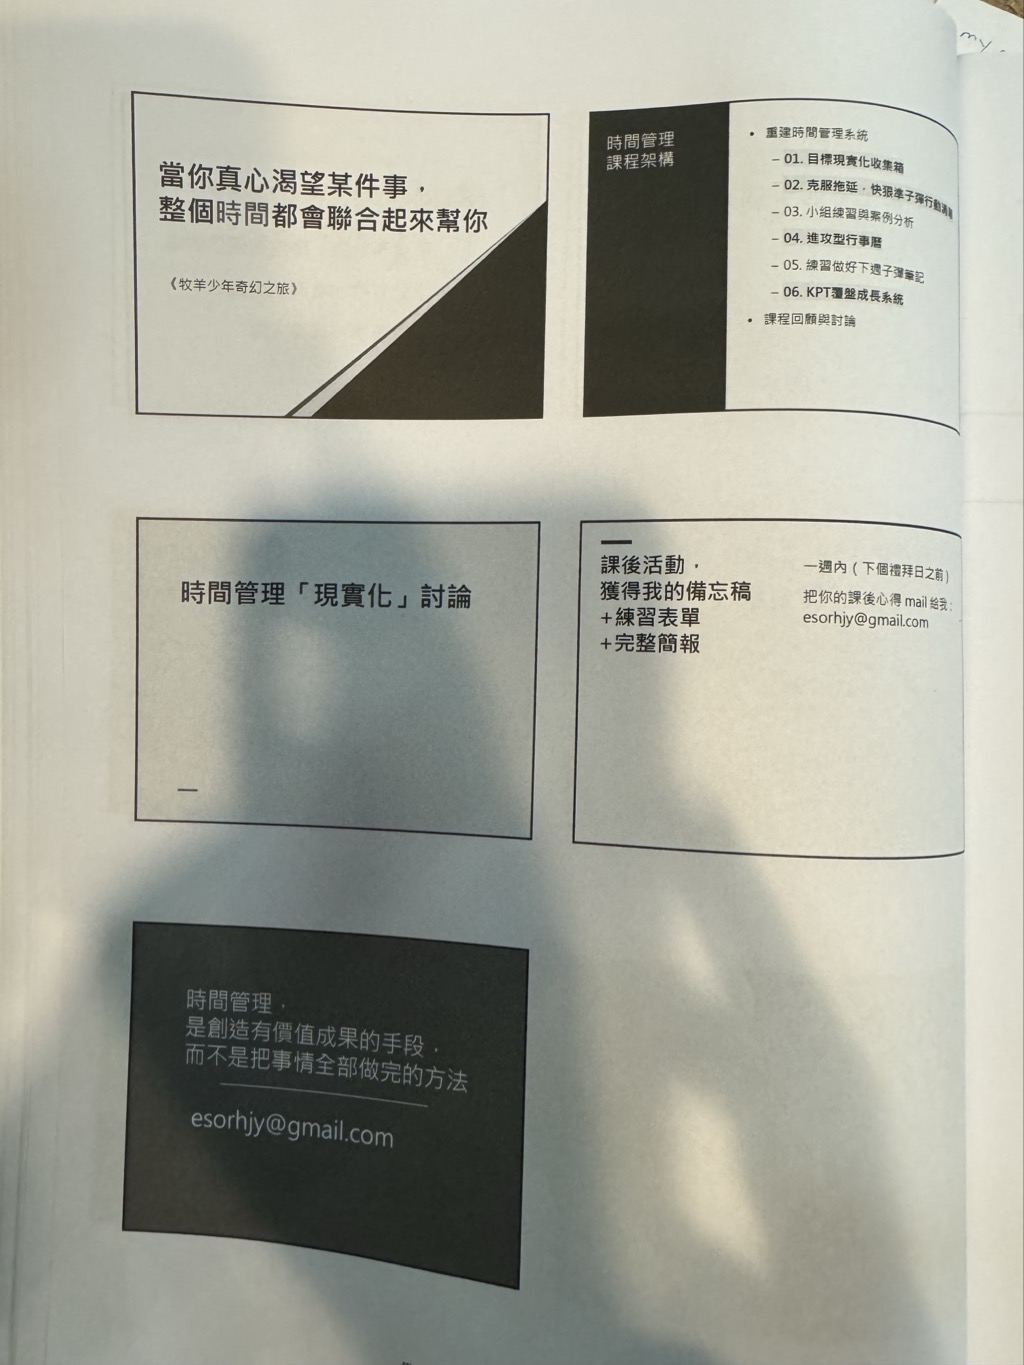 當你真心渴望某件事，
整個時間都會聯合起來幫你
《牧羊少年奇幻之旅》
時間管理
課程架構
• 重建時間管理系統
– 01. 目標現實化收集箱
– 02. 克服拖延，快狠準子彈行動清單
– 03. 小組練習與案例分析
– 04. 進攻型行事曆
– 05. 練習做好下週子彈筆記
– 06. KPT覆盤成長系統
• 課程回顧與討論
時間管理「現實化」討論
課後活動，
獲得我的備忘稿
+練習表單
+完整簡報
一週內（下個禮拜日之前）
把你的課後心得 mail 給我：
esorhjy@gmail.com
時間管理，
是創造有價值成果的手段，
而不是把事情全部做完的方法
esorhjy@gmail.com